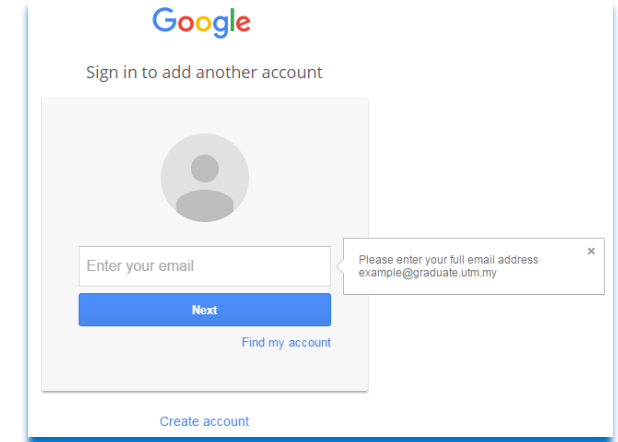 Google
Sign in to add another account
Enter your email
Please enter your full email address
example@graduate.utm.my
×
Next
Find my account
Create account